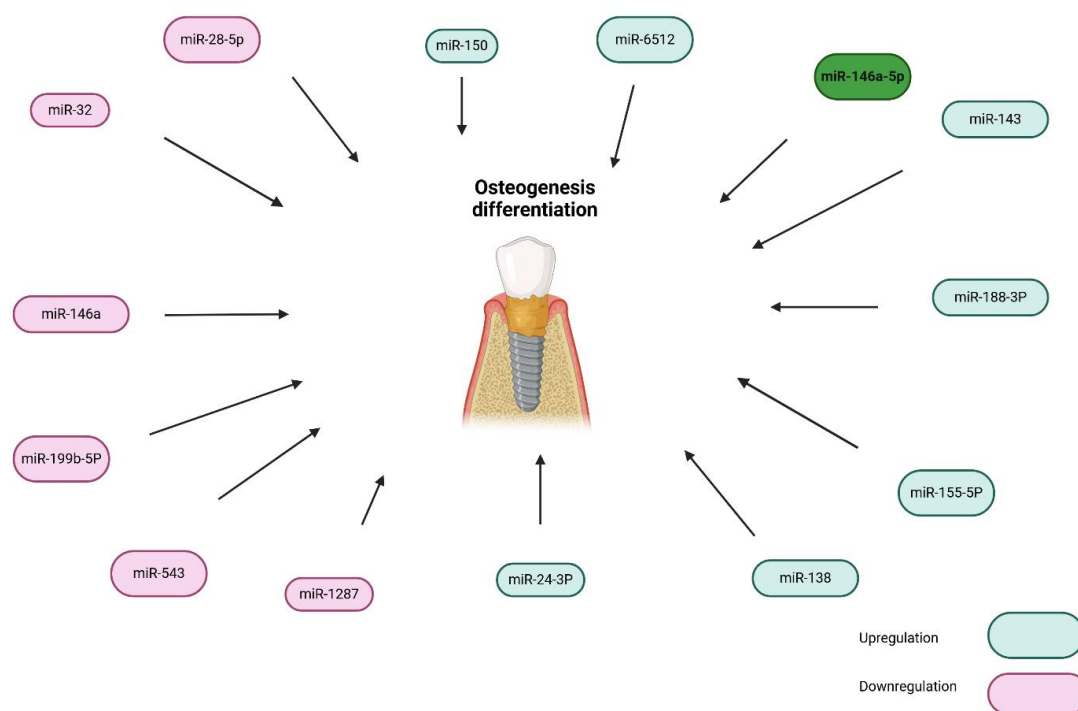 miR-28-5p
miR-150
miR-6512
miR-146a-5p
miR-32
miR-143
Osteogenesis
differentiation
miR-146a
miR-188-3P
miR-199b-5P
miR-155-5P
miR-543
miR-1287
miR-24-3P
miR-138
Upregulation
Downregulation